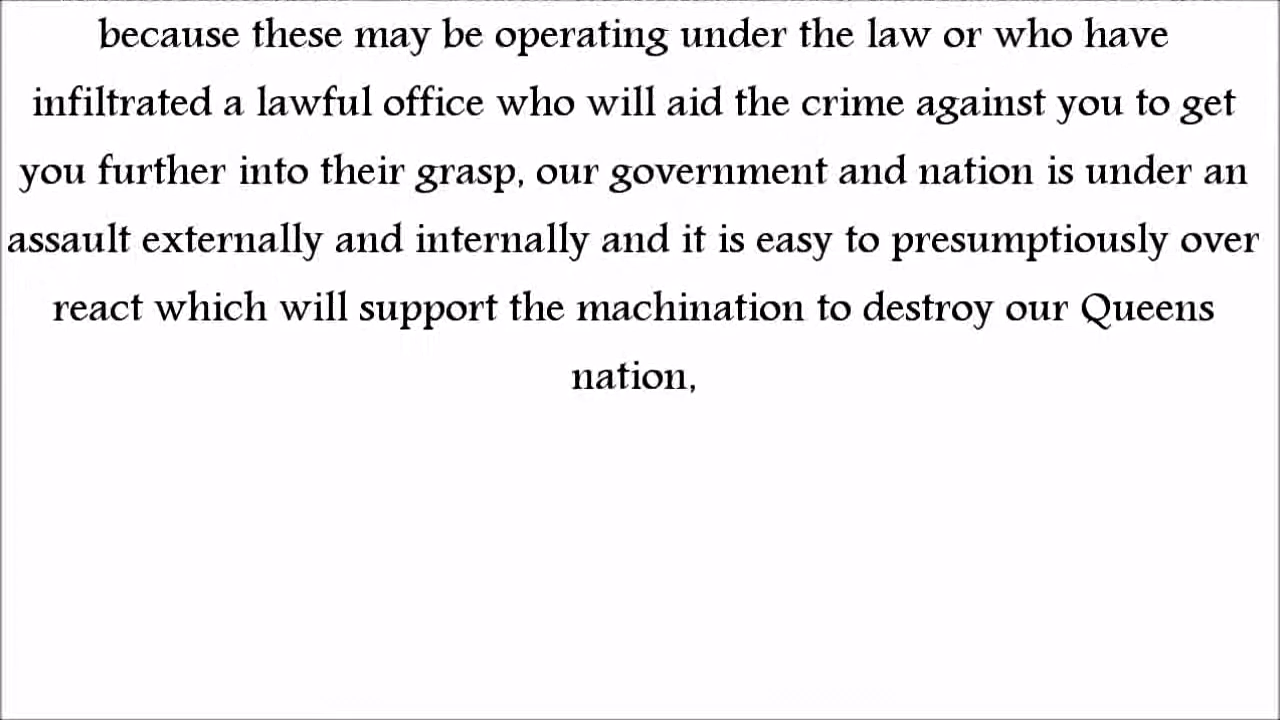 because these may be operating under the law or who have
infiltrated a lawful office who will aid the crime against you to get
you further into their grasp, our government and nation is under an
assault externally and internally and it is easy to presumptiously over
react which will support the machination to destroy our Queens
nation,